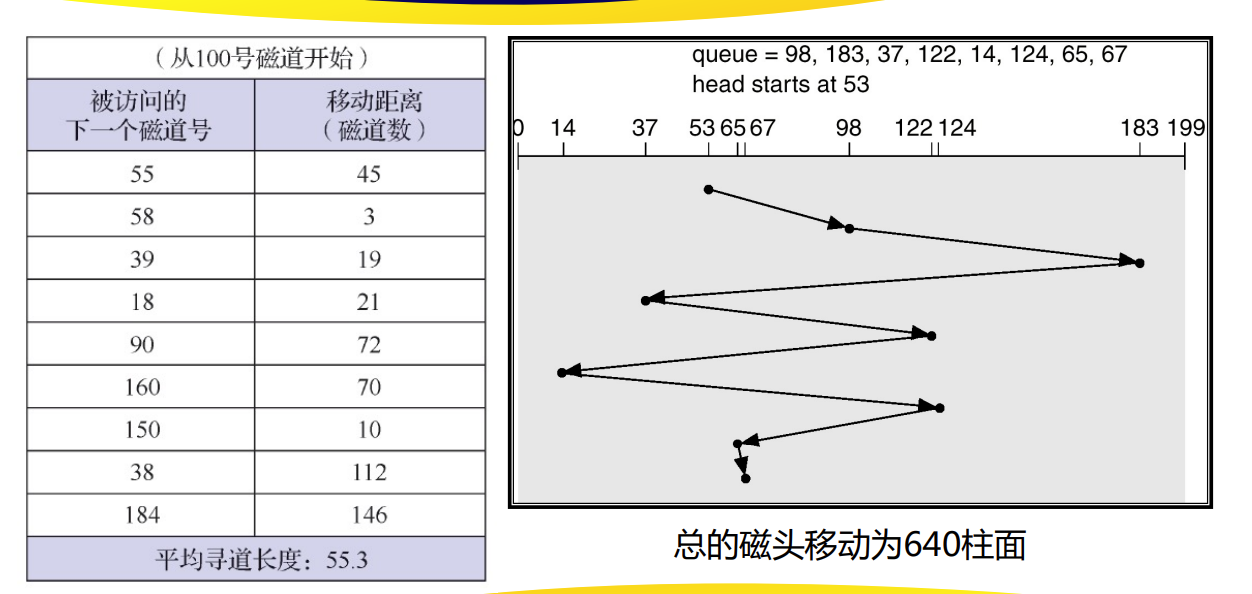 （从100号磁道开始）
被访问的
下一个磁道号
移动距离
（磁道数）
55 45
58 3
39 19
18 21
90 72
160 70
150 10
38 112
184 146
平均寻道长度：55.3
queue = 98, 183, 37, 122, 14, 124, 65, 67
head starts at 53
0 14 37 53 65 67 98 122 124 183 199
总的磁头移动为640柱面